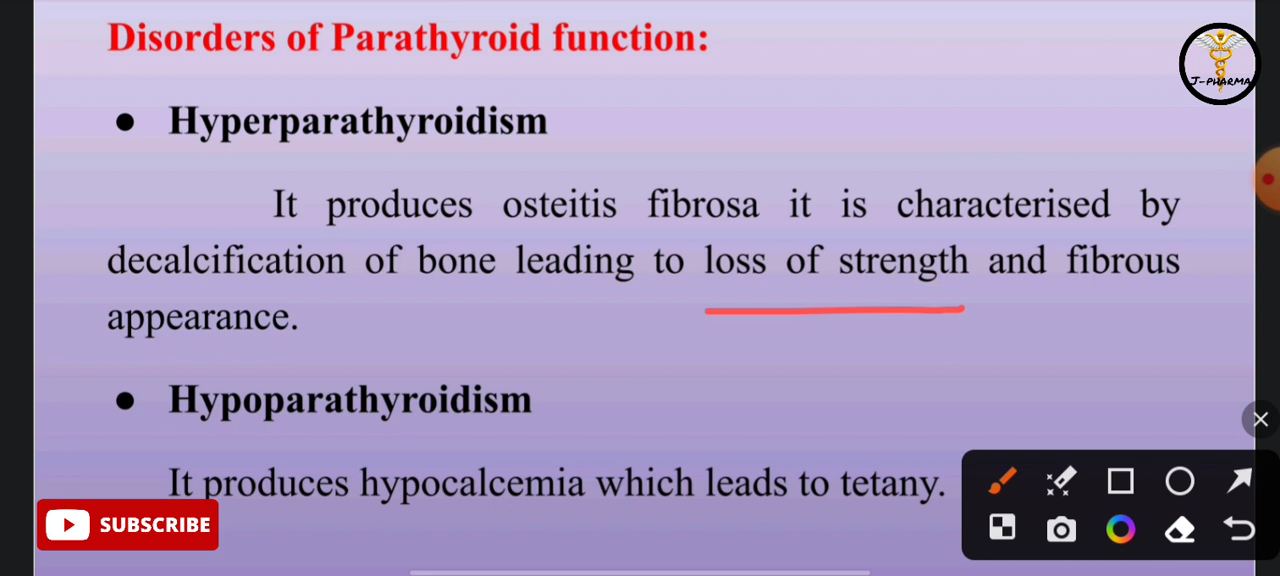 Disorders of Parathyroid function:
J-PHARMA
● Hyperparathyroidism
It produces osteitis fibrosa it is characterised by
decalcification of bone leading to loss of strength and fibrous
appearance.
● Hypoparathyroidism
It produces hypocalcemia which leads to tetany.
SUBSCRIBE